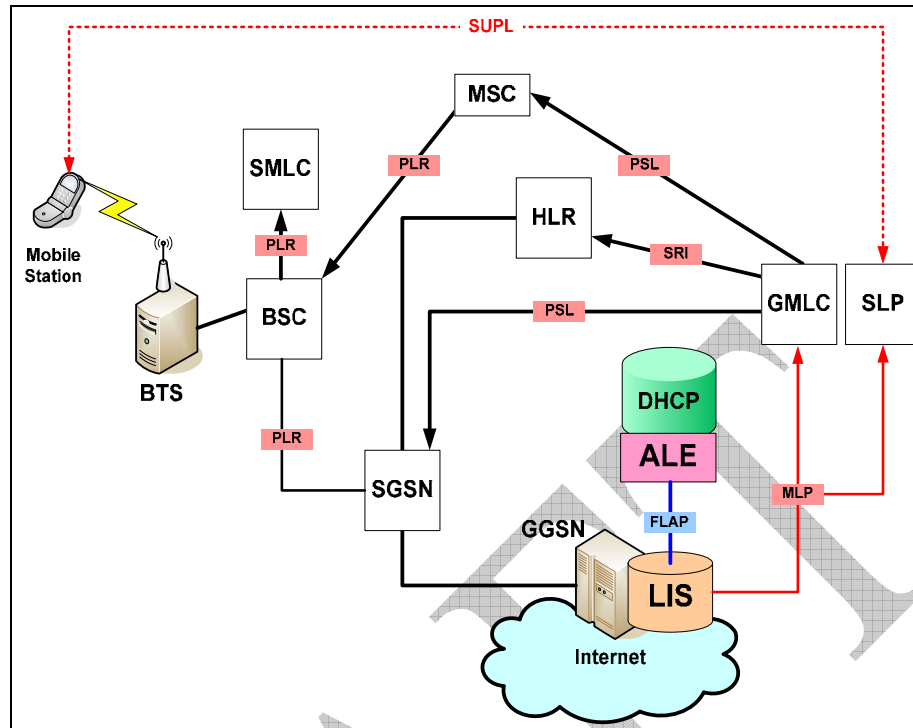 SUPL
MSC
SMLC
PLR
PSL
HLR
Mobile
Station
PLR
SRI
BSC
GMLC
SLP
PSL
BTS
DHCP
PLR
ALE
SGSN
MLP
GGSN
FLAP
LIS
Internet